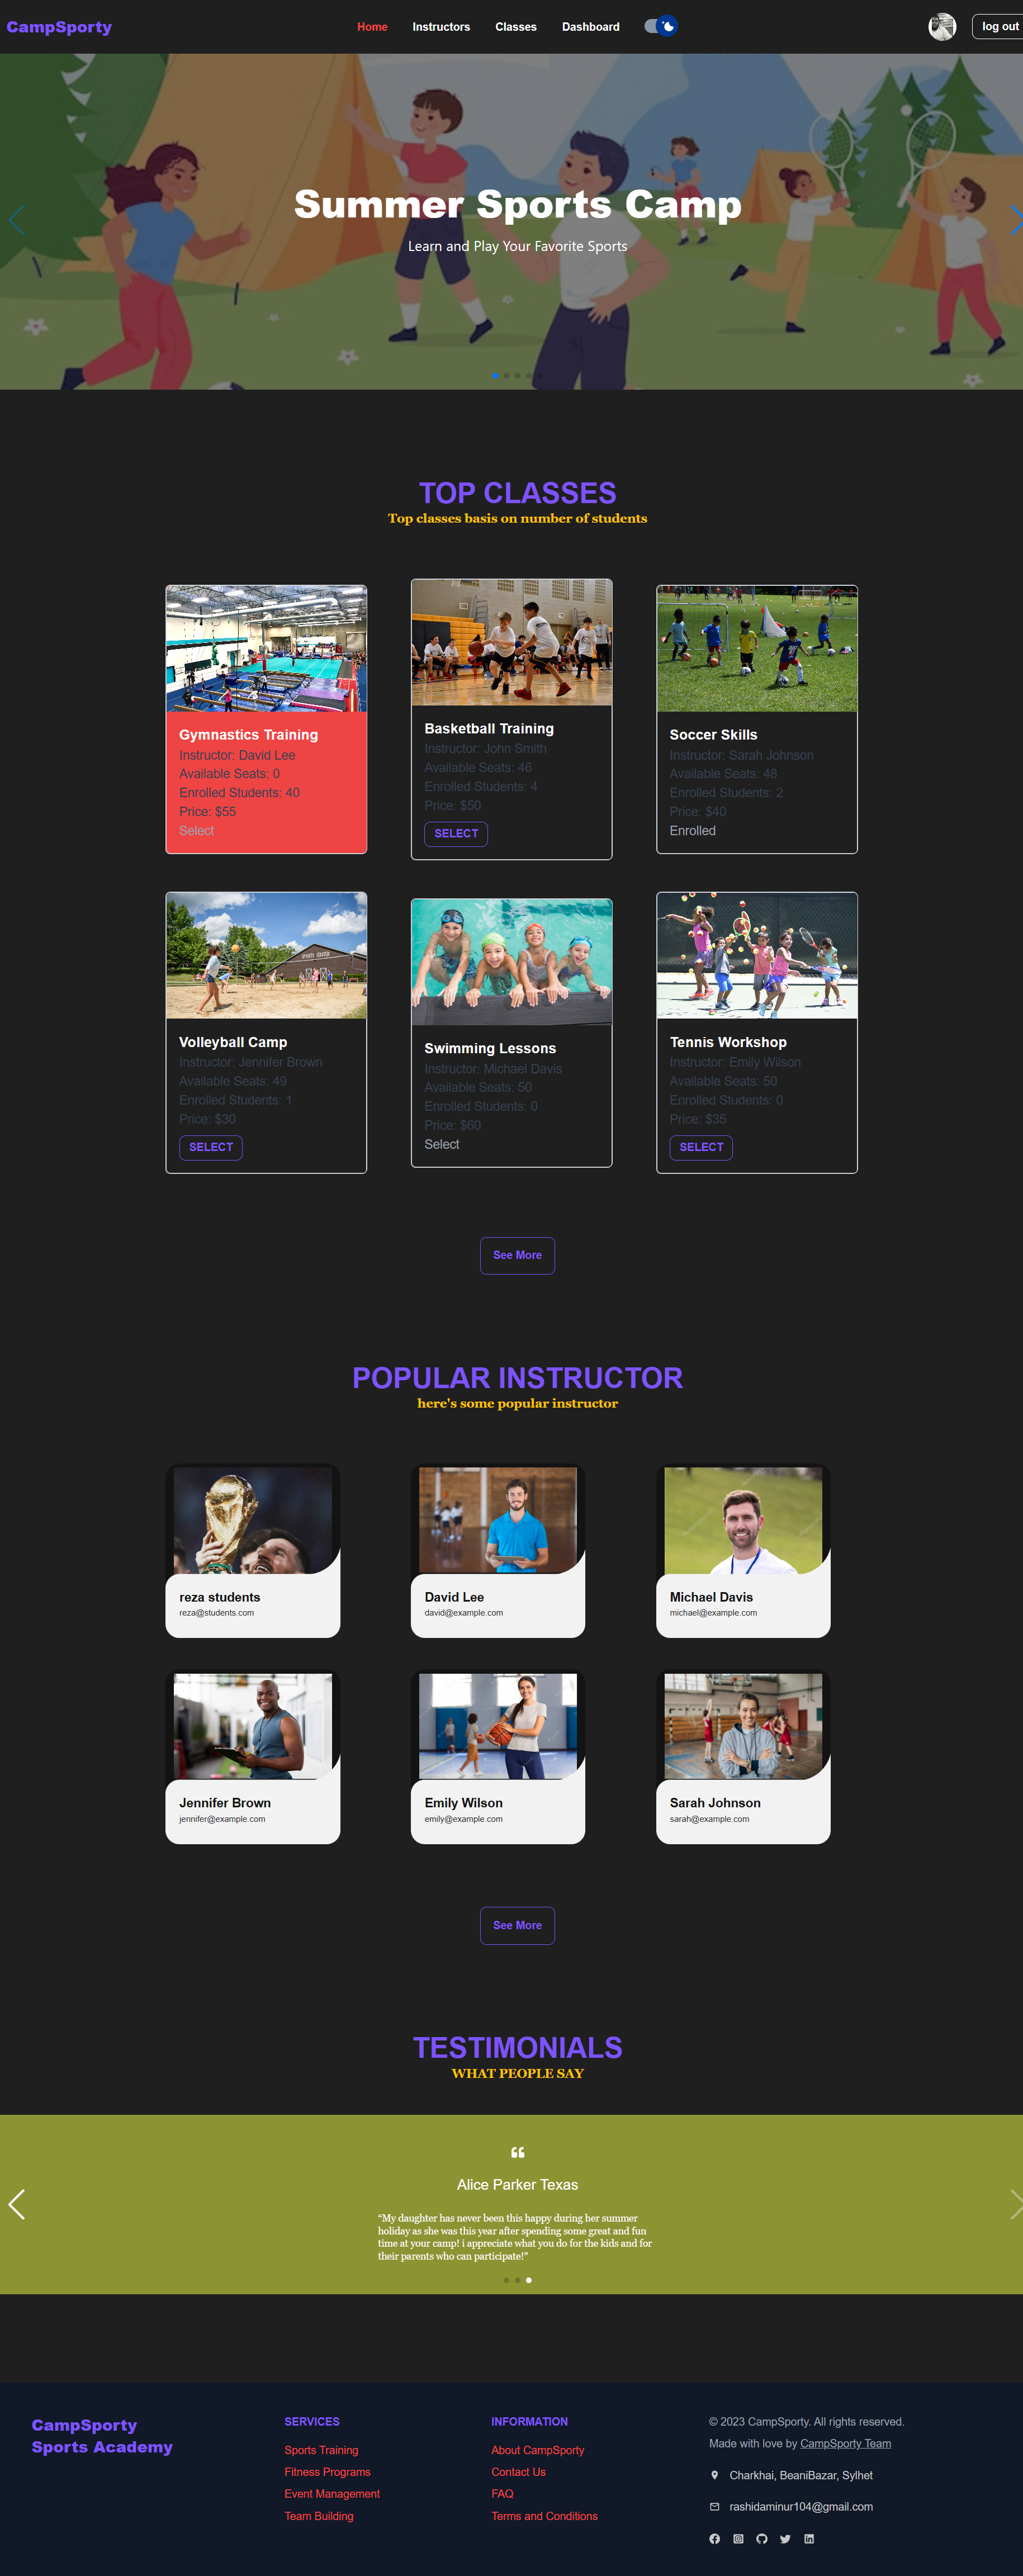 CampSporty
Home Instructors Classes Dashboard
log out
Summer Sports Camp
Learn and Play Your Favorite Sports
TOP CLASSES
Top classes basis on number of students
Gymnastics Training
Instructor: David Lee
Available Seats: 0
Enrolled Students: 40
Price: $55
Select
Basketball Training
Instructor: John Smith
Available Seats: 46
Enrolled Students: 4
Price: $50
SELECT
Soccer Skills
Instructor: Sarah Johnson
Available Seats: 48
Enrolled Students: 2
Price: $40
Enrolled
SPORTS CENTER
Volleyball Camp
Instructor: Jennifer Brown
Available Seats: 49
Enrolled Students: 1
Price: $30
SELECT
Swimming Lessons
Instructor: Michael Davis
Available Seats: 50
Enrolled Students: 0
Price: $60
Select
Tennis Workshop
Instructor: Emily Wilson
Available Seats: 50
Enrolled Students: 0
Price: $35
SELECT
See More
POPULAR INSTRUCTOR
here's some popular instructor
reza students
reza@students.com
David Lee
david@example.com
Michael Davis
michael@example.com
Jennifer Brown
jennifer@example.com
Emily Wilson
emily@example.com
Sarah Johnson
sarah@example.com
See More
TESTIMONIALS
WHAT PEOPLE SAY
Alice Parker Texas
“My daughter has never been this happy during her summer
holiday as she was this year after spending some great and fun
time at your camp! i appreciate what you do for the kids and for
their parents who can participate!”
CampSporty
Sports Academy
SERVICES
Sports Training
Fitness Programs
Event Management
Team Building
INFORMATION
About CampSporty
Contact Us
FAQ
Terms and Conditions
© 2023 CampSporty. All rights reserved.
Made with love by CampSporty Team
Charkhai, BeaniBazar, Sylhet
rashidaminur104@gmail.com